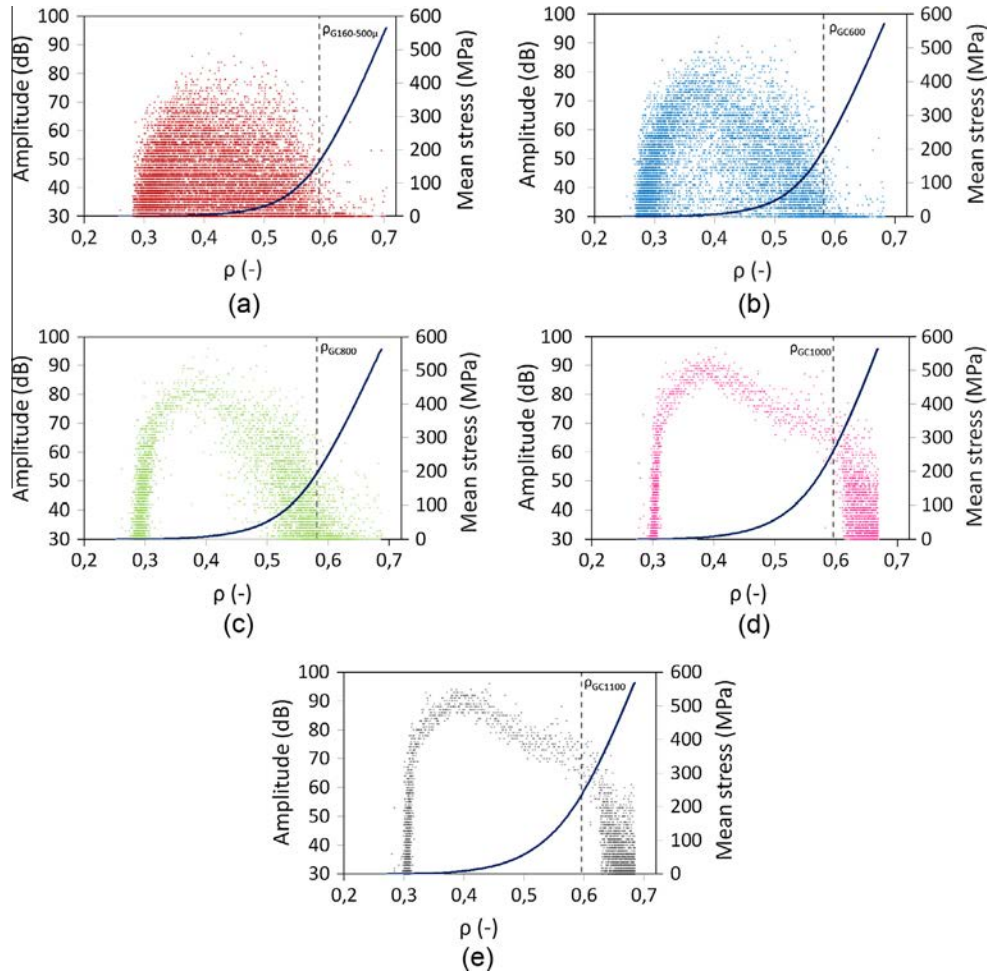 100
90
80
70
60
50
40
30
Amplitude (dB)
600
500
400
300
200
100
0
Mean stress (MPa)
ρG160-500µ
0,2 0,3 0,4 0,5 0,6 0,7
ρ (-)
(a)
100
90
80
70
60
50
40
30
Amplitude (dB)
600
500
400
300
200
100
0
Mean stress (MPa)
ρGC600
0,2 0,3 0,4 0,5 0,6 0,7
ρ (-)
(b)
100
90
80
70
60
50
40
30
Amplitude (dB)
600
500
400
300
200
100
0
Mean stress (MPa)
ρGC800
0,2 0,3 0,4 0,5 0,6 0,7
ρ (-)
(c)
100
90
80
70
60
50
40
30
Amplitude (dB)
600
500
400
300
200
100
0
Mean stress (MPa)
ρGC1000
0,2 0,3 0,4 0,5 0,6 0,7
ρ (-)
(d)
100
90
80
70
60
50
40
30
Amplitude (dB)
600
500
400
300
200
100
0
Mean stress (MPa)
ρGC1100
0,2 0,3 0,4 0,5 0,6 0,7
ρ (-)
(e)